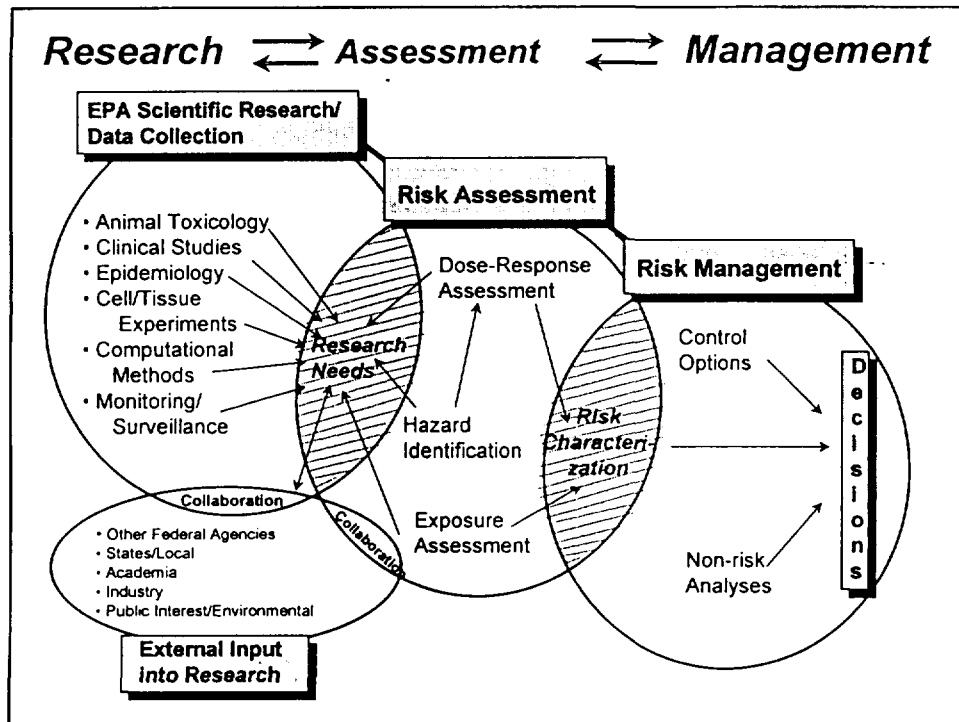 Research Assessment Management
EPA Scientific Research/
Data Collection
Risk Assessment
Risk Management
• Animal Toxicology
• Clinical Studies
• Epidemiology
• Cell/Tissue
Experiments
• Computational
Methods
• Monitoring/
Surveillance
Research
Needs
Dose-Response
Assessment
Hazard
Identification
Exposure
Assessment
Risk
Characteri-
zation
Control
Options
Non-risk
Analyses
Decisions
Collaboration
Collaboration
• Other Federal Agencies
• States/Local
• Academia
• Industry
• Public Interest/Environmental
External Input
into Research